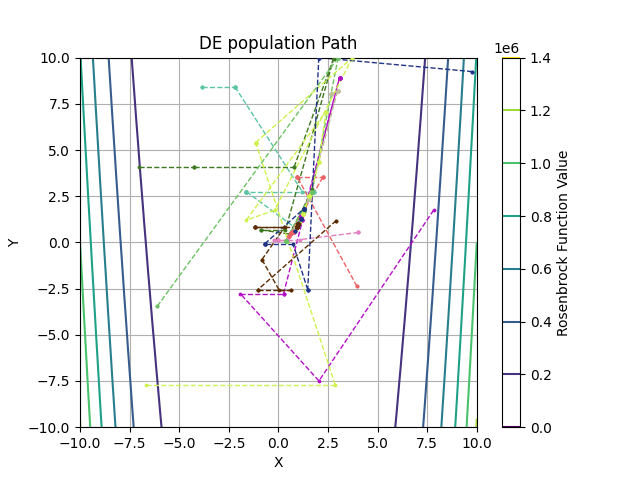 DE population Path
1e6
10.0
7.5
5.0
2.5
0.0
−2.5
−5.0
−7.5
−10.0
Y
−10.0 −7.5 −5.0 −2.5 0.0 2.5 5.0 7.5 10.0
X
1.4
1.2
1.0
0.8
0.6
0.4
0.2
0.0
Rosenbrock Function Value